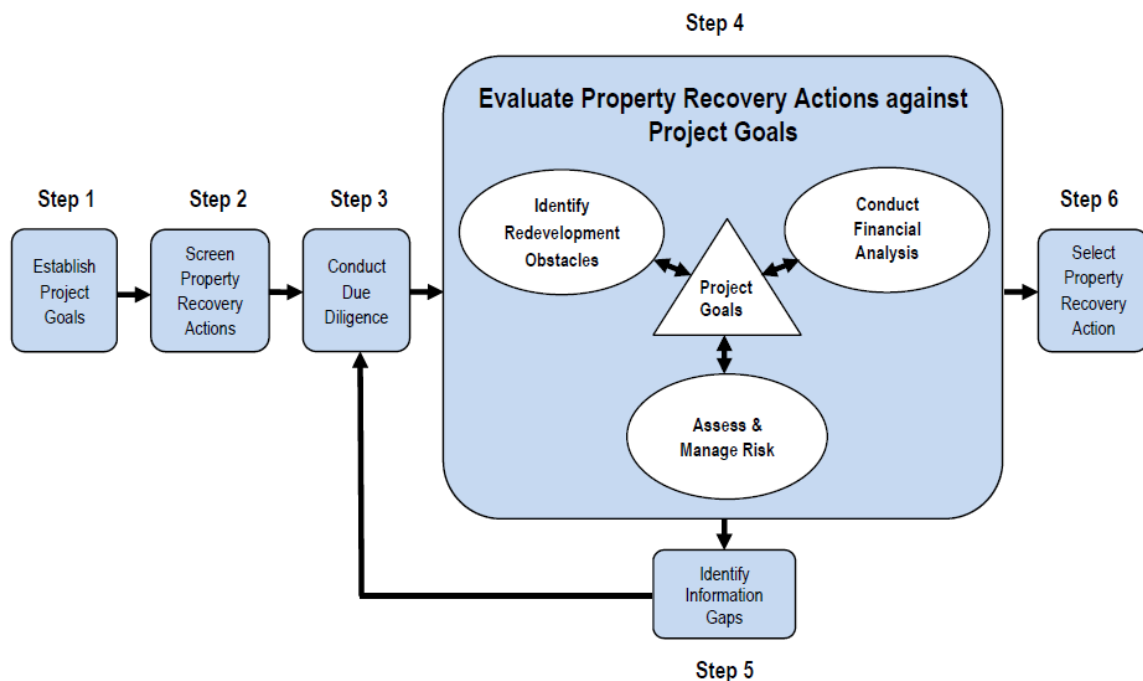 Step 4
Evaluate Property Recovery Actions against
Project Goals
Step 1
Establish
Project
Goals
Step 2
Screen
Property
Recovery
Actions
Step 3
Conduct
Due
Diligence
Identify
Redevelopment
Obstacles
Conduct
Financial
Analysis
Project
Goals
Assess &
Manage Risk
Step 6
Select
Property
Recovery
Action
Identify
Information
Gaps
Step 5